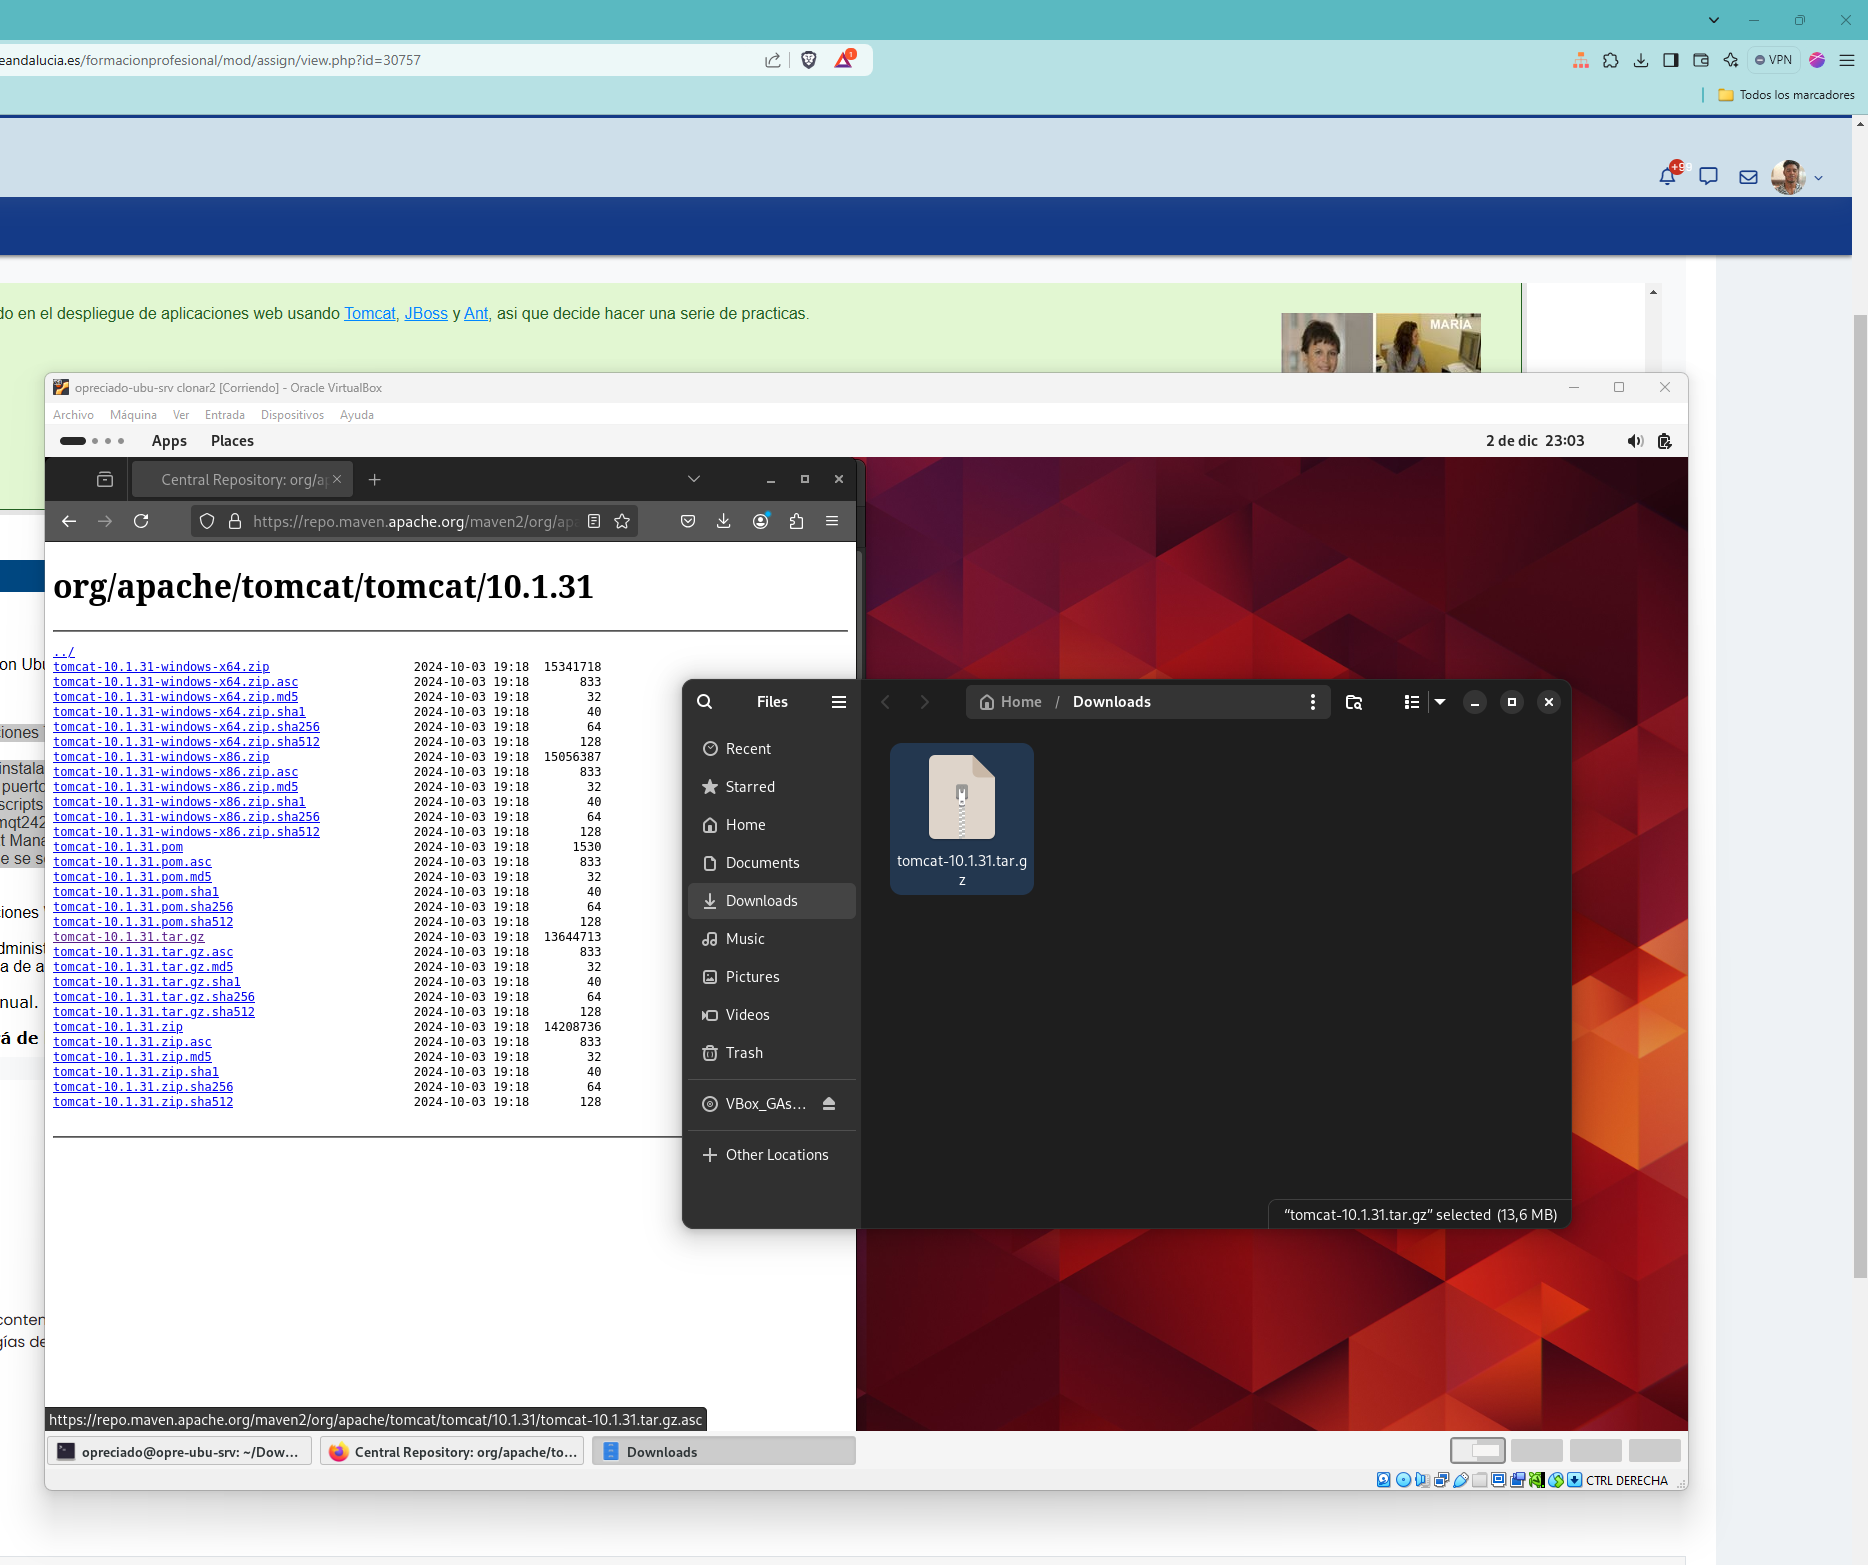 eandalucia.es/formacionprofesional/mod/assign/view.php?id=30757
1
VPN
Todos los marcadores
+99
do en el despliegue de aplicaciones web usando Tomcat, JBoss y Ant, asi que decide hacer una serie de practicas.
MARÍA
opreciado-ubu-srv clonar2 [Corriendo] - Oracle VirtualBox
Archivo Máquina Ver Entrada Dispositivos Ayuda
Apps Places
2 de dic 23:03
Central Repository: org/ap
https://repo.maven.apache.org/maven2/org/apa
org/apache/tomcat/tomcat/10.1.31
../
tomcat-10.1.31-windows-x64.zip 2024-10-03 19:18 15341718
tomcat-10.1.31-windows-x64.zip.asc 2024-10-03 19:18 833
tomcat-10.1.31-windows-x64.zip.md5 2024-10-03 19:18 32
tomcat-10.1.31-windows-x64.zip.sha1 2024-10-03 19:18 40
tomcat-10.1.31-windows-x64.zip.sha256 2024-10-03 19:18 64
tomcat-10.1.31-windows-x64.zip.sha512 2024-10-03 19:18 128
tomcat-10.1.31-windows-x86.zip 2024-10-03 19:18 15056387
tomcat-10.1.31-windows-x86.zip.asc 2024-10-03 19:18 833
tomcat-10.1.31-windows-x86.zip.md5 2024-10-03 19:18 32
tomcat-10.1.31-windows-x86.zip.sha1 2024-10-03 19:18 40
tomcat-10.1.31-windows-x86.zip.sha256 2024-10-03 19:18 64
tomcat-10.1.31-windows-x86.zip.sha512 2024-10-03 19:18 128
tomcat-10.1.31.pom 2024-10-03 19:18 1530
tomcat-10.1.31.pom.asc 2024-10-03 19:18 833
tomcat-10.1.31.pom.md5 2024-10-03 19:18 32
tomcat-10.1.31.pom.sha1 2024-10-03 19:18 40
tomcat-10.1.31.pom.sha256 2024-10-03 19:18 64
tomcat-10.1.31.pom.sha512 2024-10-03 19:18 128
tomcat-10.1.31.tar.gz 2024-10-03 19:18 13644713
tomcat-10.1.31.tar.gz.asc 2024-10-03 19:18 833
tomcat-10.1.31.tar.gz.md5 2024-10-03 19:18 32
tomcat-10.1.31.tar.gz.sha1 2024-10-03 19:18 40
tomcat-10.1.31.tar.gz.sha256 2024-10-03 19:18 64
tomcat-10.1.31.tar.gz.sha512 2024-10-03 19:18 128
tomcat-10.1.31.zip 2024-10-03 19:18 14208736
tomcat-10.1.31.zip.asc 2024-10-03 19:18 833
tomcat-10.1.31.zip.md5 2024-10-03 19:18 32
tomcat-10.1.31.zip.sha1 2024-10-03 19:18 40
tomcat-10.1.31.zip.sha256 2024-10-03 19:18 64
tomcat-10.1.31.zip.sha512 2024-10-03 19:18 128
Files
Home / Downloads
Recent
Starred
Home
Documents
Downloads
Music
Pictures
Videos
Trash
VBox_GAs...
Other Locations
tomcat-10.1.31.tar.g
z
“tomcat-10.1.31.tar.gz” selected (13,6 MB)
on Ubu
ciones
instala
puerto
scripts
mqt242
t Mana
e se s
ciones
dminist
a de a
nual.
á de
conten
gías de
https://repo.maven.apache.org/maven2/org/apache/tomcat/tomcat/10.1.31/tomcat-10.1.31.tar.gz.asc
opreciado@opre-ubu-srv: ~/Dow...
Central Repository: org/apache/to...
Downloads
CTRL DERECHA